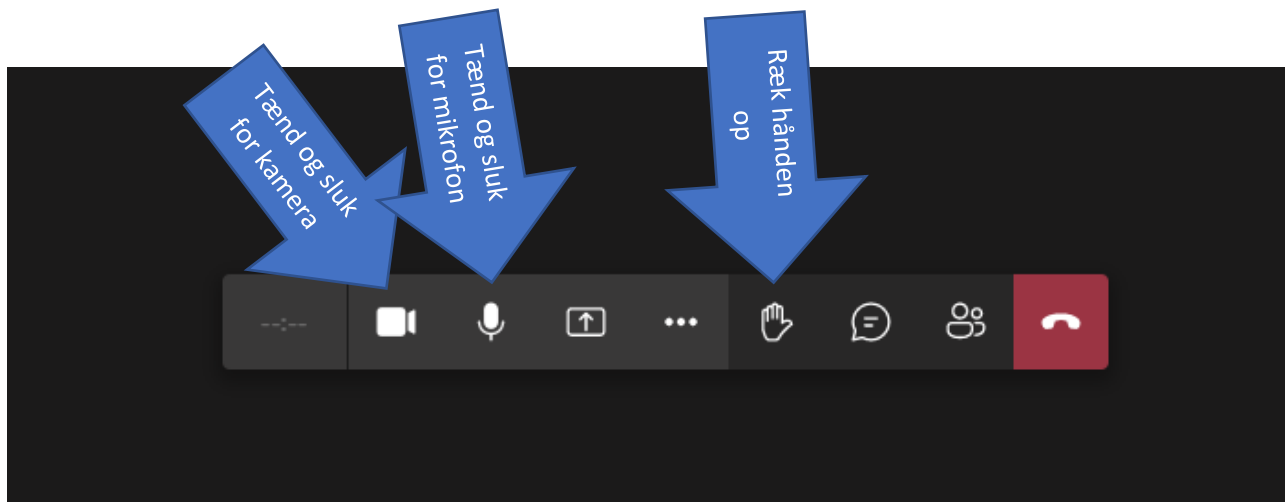 Tænd og sluk
for kamera
Tænd og sluk
for mikrofon
Ræk hånden
op
--:--